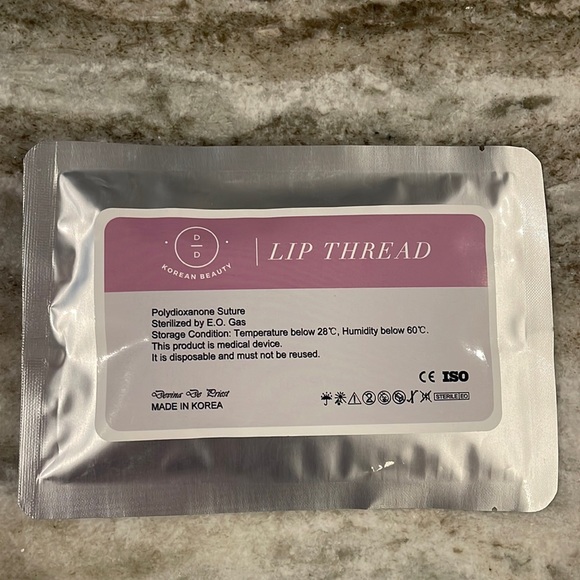 D
D
KOREAN BEAUTY
LIP THREAD
Polydioxanone Suture
Sterilized by E.O. Gas
Storage Condition: Temperature below 28℃, Humidity below 60℃.
This product is medical device.
It is disposable and must not be reused.
CE ISO
Devina De Priest
MADE IN KOREA
2 STERILE EO